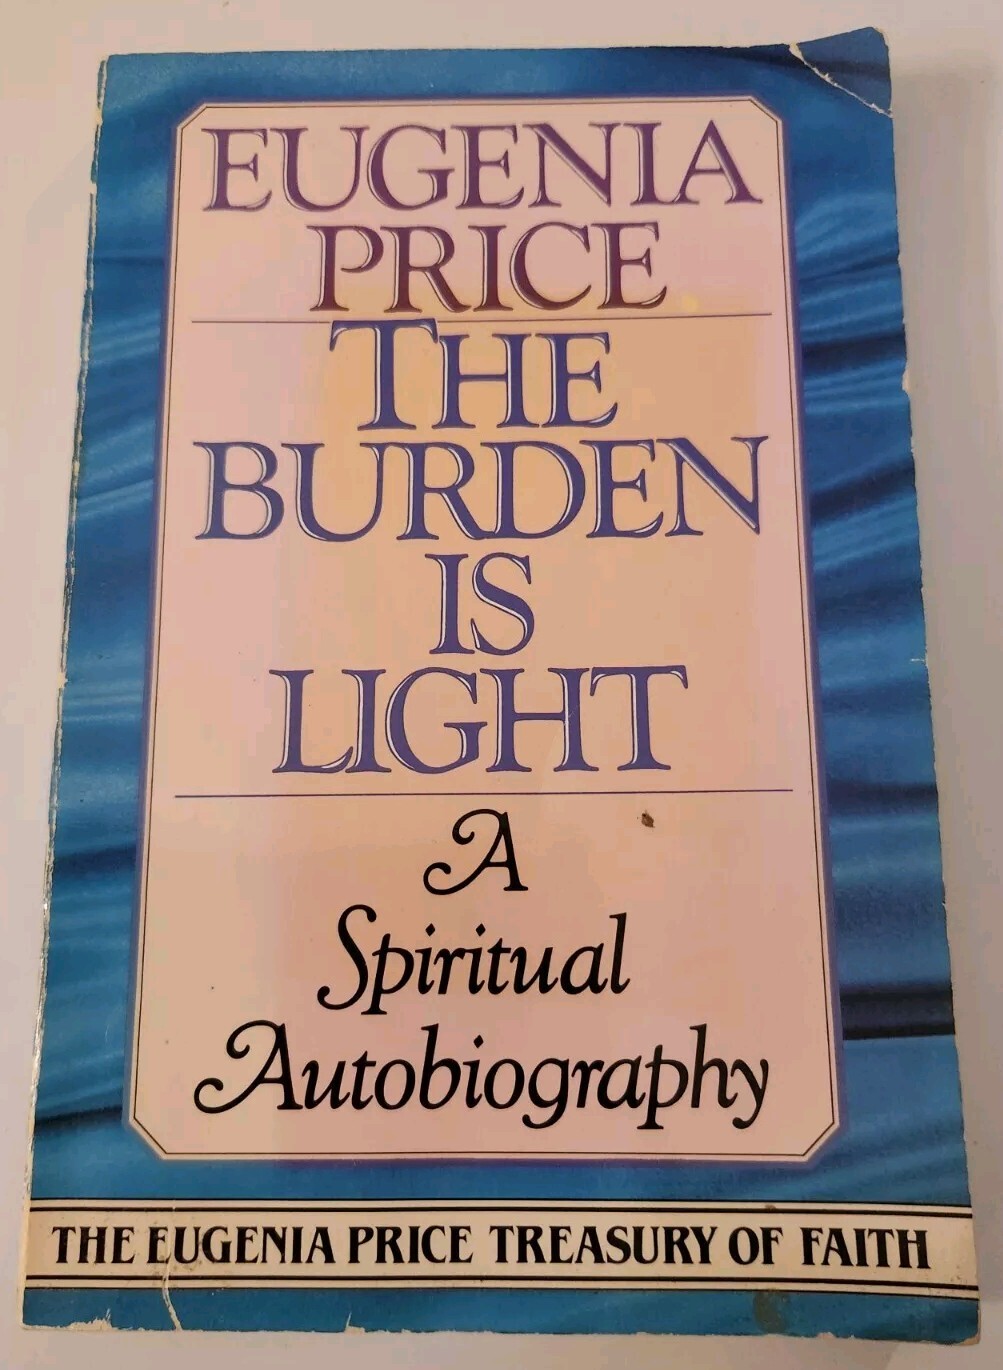 EUGENIA
PRICE
THE
BURDEN
IS
LIGHT
A
Spiritual
Autobiography
THE EUGENIA PRICE TREASURY OF FAITH